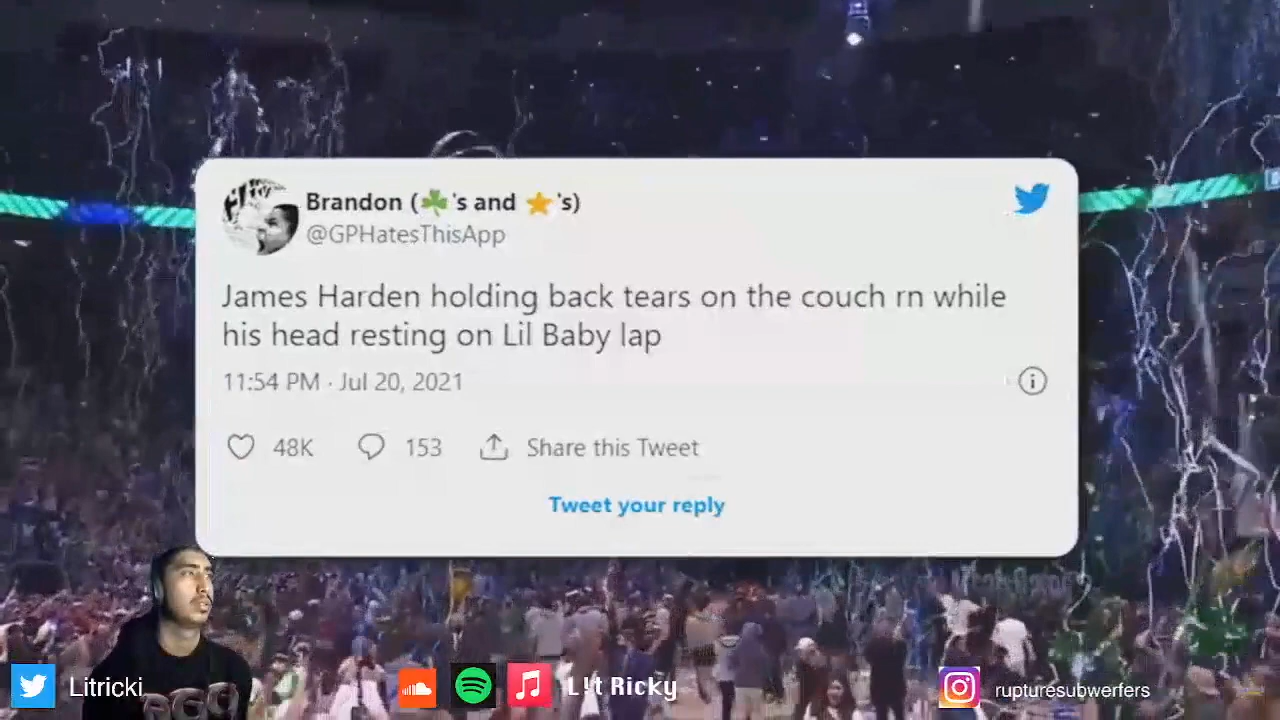 Brandon (☘️'s and ⭐'s)
@GPHatesThisApp
James Harden holding back tears on the couch rn while
his head resting on Lil Baby lap
11:54 PM · Jul 20, 2021
48K 153 Share this Tweet
Tweet your reply
Litricki
L!t Ricky
rupturesubwerfers